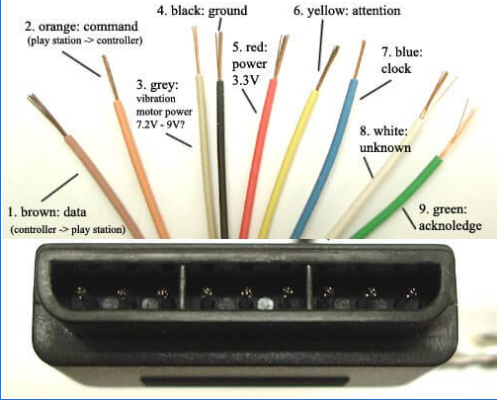 1. brown: data
(controller -> play station)
2. orange: command
(play station -> controller)
3. grey:
vibration
motor power
7.2V - 9V?
4. black: ground
5. red:
power
3.3V
6. yellow: attention
7. blue:
clock
8. white:
unknown
9. green:
acknoledge